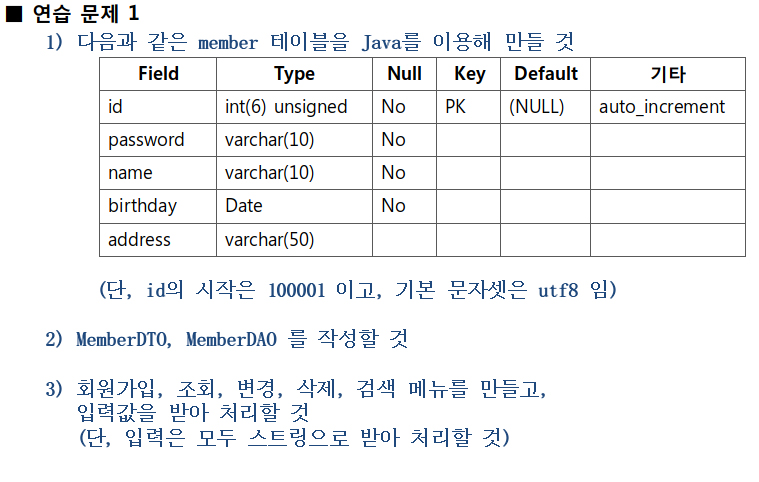 ■ 연습 문제 1
1) 다음과 같은 member 테이블을 Java를 이용해 만들 것
Field Type Null Key Default 기타
id int(6) unsigned No PK (NULL) auto_increment
password varchar(10) No
name varchar(10) No
birthday Date No
address varchar(50)
(단, id의 시작은 100001 이고, 기본 문자셋은 utf8 임)
2) MemberDTO, MemberDAO 를 작성할 것
3) 회원가입, 조회, 변경, 삭제, 검색 메뉴를 만들고,
입력값을 받아 처리할 것
(단, 입력은 모두 스트링으로 받아 처리할 것)